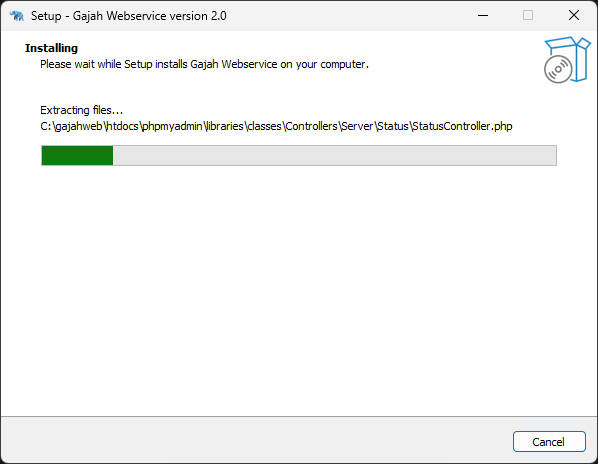 Setup - Gajah Webservice version 2.0
Installing
Please wait while Setup installs Gajah Webservice on your computer.
Extracting files...
C:\gajahweb\htdocs\phpmyadmin\libraries\classes\Controllers\Server\Status\StatusController.php
Cancel